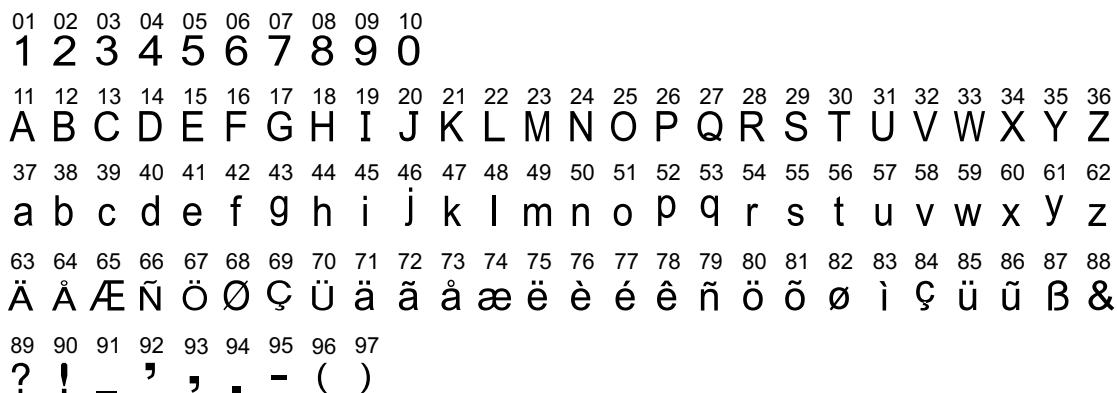 01 02 03 04 05 06 07 08 09 10
1 2 3 4 5 6 7 8 9 0
11 12 13 14 15 16 17 18 19 20 21 22 23 24 25 26 27 28 29 30 31 32 33 34 35 36
A B C D E F G H I J K L M N O P Q R S T U V W X Y Z
37 38 39 40 41 42 43 44 45 46 47 48 49 50 51 52 53 54 55 56 57 58 59 60 61 62
a b c d e f g h i j k l m n o p q r s t u v w x y z
63 64 65 66 67 68 69 70 71 72 73 74 75 76 77 78 79 80 81 82 83 84 85 86 87 88
Ä Å Æ Ñ Ö Ø Ç Ü ä ã å æ ë è é ê ñ ö õ ø ì ç ü ũ ß &
89 90 91 92 93 94 95 96 97
? ! _ ’ , . - ( )